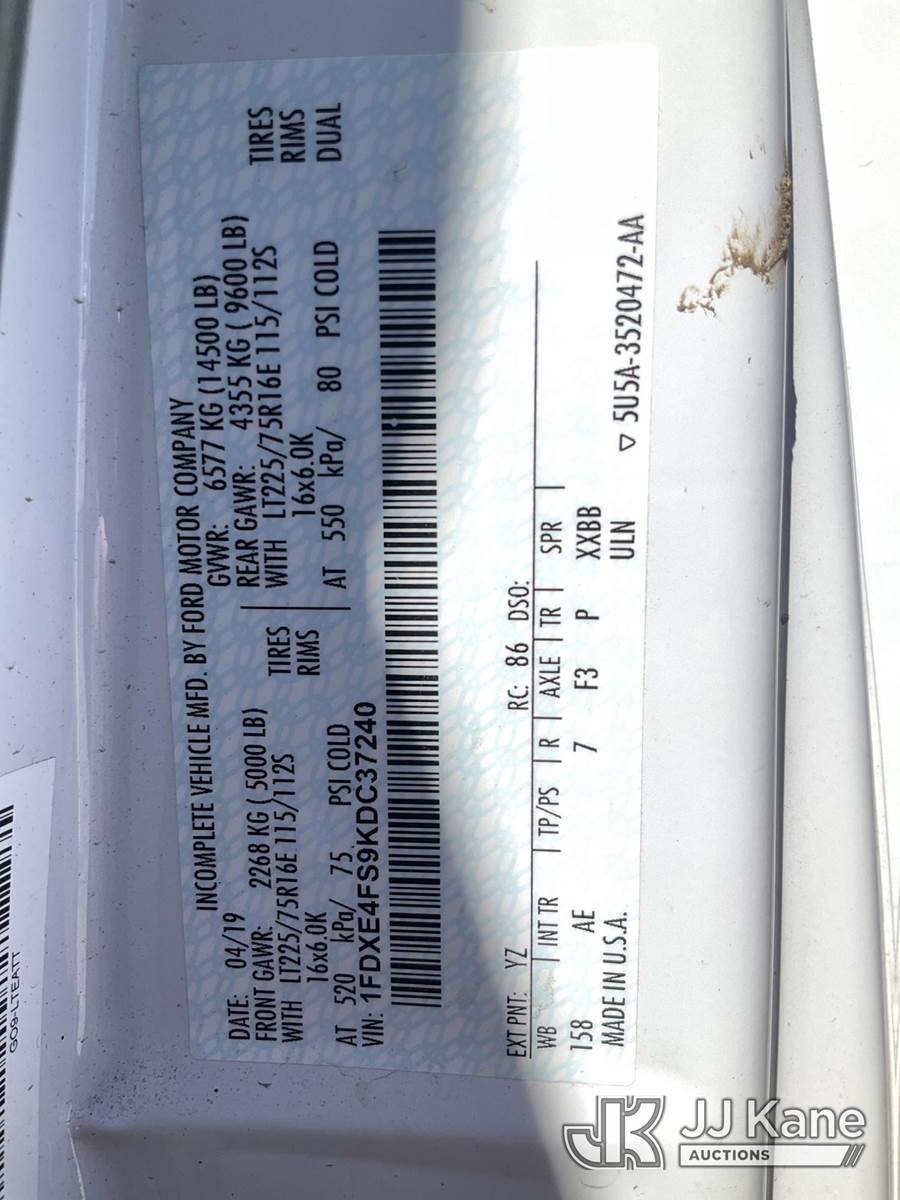 INCOMPLETE VEHICLE MFD. BY FORD MOTOR COMPANY
DATE: 04/19 GVWR: 6577 KG (14500 LB)
FRONT GAWR: 2268 KG ( 5000 LB) REAR GAWR: 4355 KG ( 9600 LB)
WITH LT225/75R16E 115/112S TIRES WITH LT225/75R16E 115/112S TIRES
16x6.0K RIMS 16x6.0K RIMS
AT 520 kPa/ 75 PSI COLD AT 550 kPa/ 80 PSI COLD DUAL
VIN: 1FDXE4FS9KDC37240
EXT PNT: YZ RC: 86 DSO:
WB INT TR TP/PS R AXLE TR SPR
158 AE 7 F3 P XXBB
MADE IN U.S.A. ULN
▽ 5U5A-3520472-AA
GO9-LTEATT
JK JJ Kane
AUCTIONS